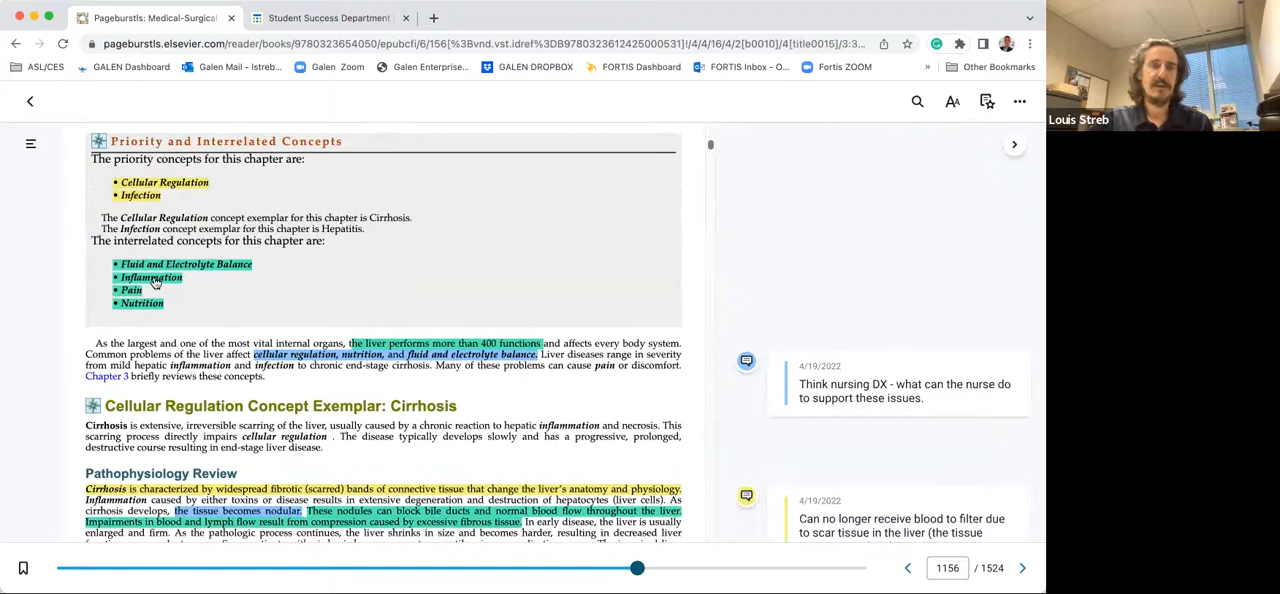 Pageburstls: Medical-Surgical
Student Success Department
pageburstls.elsevier.com/reader/books/9780323654050/epubcfi/6/156[%3Bvnd.vst.idref%3DB9780323612425000531]!/4/4/16/4/2[b0010]/4[title0015]/3:3...
ASL/CES
GALEN Dashboard
Galen Mail - lstreb...
Galen Zoom
Galen Enterprise...
GALEN DROPBOX
FORTIS Dashboard
FORTIS Inbox - O...
Fortis ZOOM
»
Other Bookmarks
AA
Louis Streb
Priority and Interrelated Concepts
The priority concepts for this chapter are:
• Cellular Regulation
• Infection
The Cellular Regulation concept exemplar for this chapter is Cirrhosis.
The Infection concept exemplar for this chapter is Hepatitis.
The interrelated concepts for this chapter are:
• Fluid and Electrolyte Balance
• Inflammation
• Pain
• Nutrition
As the largest and one of the most vital internal organs, the liver performs more than 400 functions and affects every body system.
Common problems of the liver affect cellular regulation, nutrition, and fluid and electrolyte balance. Liver diseases range in severity
from mild hepatic inflammation and infection to chronic end-stage cirrhosis. Many of these problems can cause pain or discomfort.
Chapter 3 briefly reviews these concepts.
4/19/2022
Think nursing DX - what can the nurse do
to support these issues.
Cellular Regulation Concept Exemplar: Cirrhosis
Cirrhosis is extensive, irreversible scarring of the liver, usually caused by a chronic reaction to hepatic inflammation and necrosis. This
scarring process directly impairs cellular regulation . The disease typically develops slowly and has a progressive, prolonged,
destructive course resulting in end-stage liver disease.
Pathophysiology Review
Cirrhosis is characterized by widespread fibrotic (scarred) bands of connective tissue that change the liver's anatomy and physiology.
Inflammation caused by either toxins or disease results in extensive degeneration and destruction of hepatocytes (liver cells). As
cirrhosis develops, the tissue becomes nodular. These nodules can block bile ducts and normal blood flow throughout the liver.
Impairments in blood and lymph flow result from compression caused by excessive fibrous tissue. In early disease, the liver is usually
enlarged and firm. As the pathologic process continues, the liver shrinks in size and becomes harder, resulting in decreased liver
4/19/2022
Can no longer receive blood to filter due
to scar tissue in the liver (the tissue
1156 / 1524